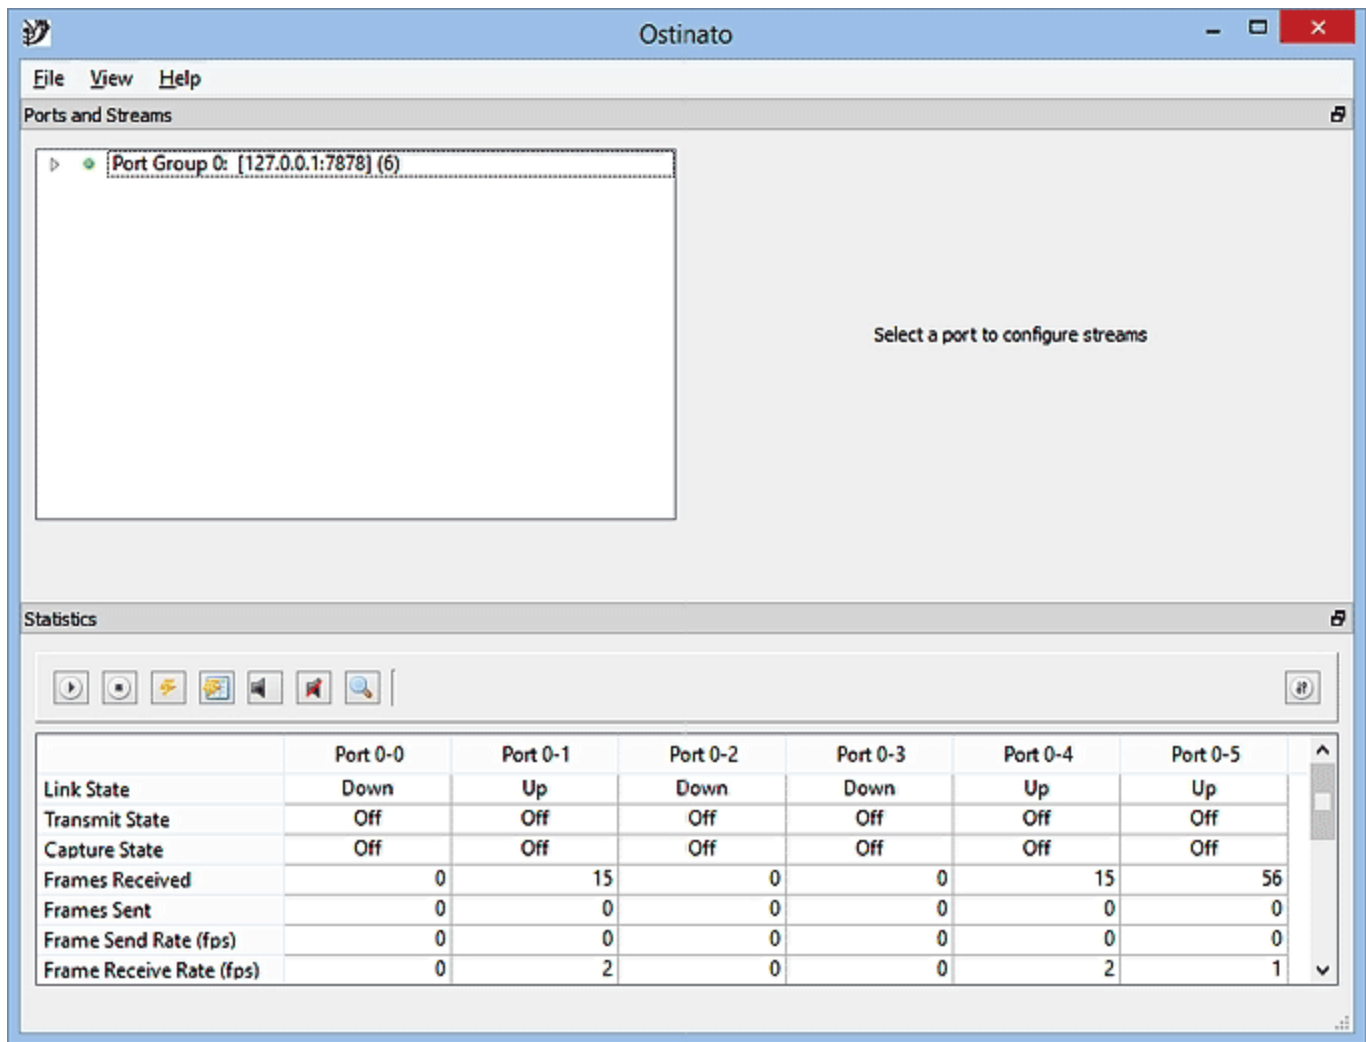 Ostinato
File View Help
Ports and Streams
Port Group 0: [127.0.0.1:7878] (6)
Select a port to configure streams
Statistics
Port 0-0 Port 0-1 Port 0-2 Port 0-3 Port 0-4 Port 0-5
Link State Down Up Down Down Up Up
Transmit State Off Off Off Off Off Off
Capture State Off Off Off Off Off Off
Frames Received 0 15 0 0 15 56
Frames Sent 0 0 0 0 0 0
Frame Send Rate (fps) 0 0 0 0 0 0
Frame Receive Rate (fps) 0 2 0 0 2 1